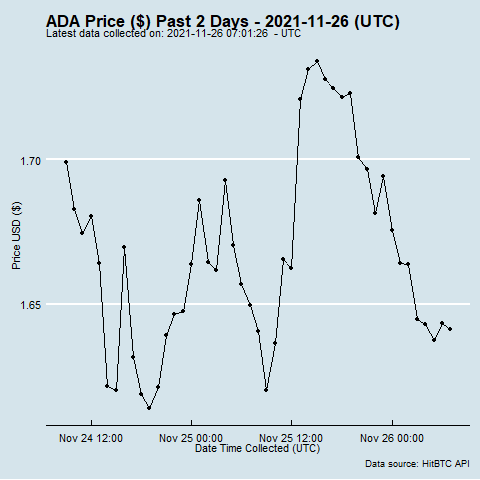 ADA Price ($) Past 2 Days - 2021-11-26 (UTC)
Latest data collected on: 2021-11-26 07:01:26 - UTC
1.70
1.65
Price USD ($)
Nov 24 12:00 Nov 25 00:00 Nov 25 12:00 Nov 26 00:00
Date Time Collected (UTC)
Data source: HitBTC API